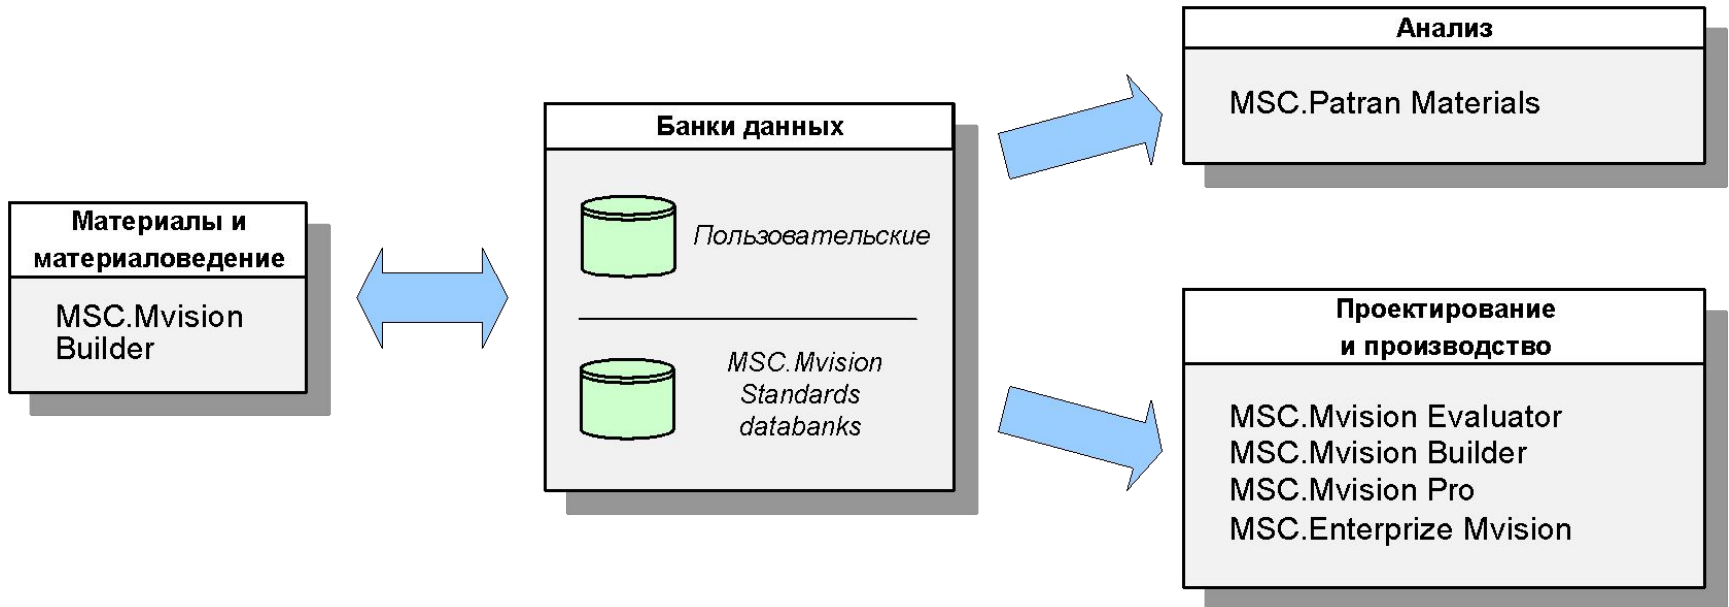 Материалы и
материаловедение
MSC.Mvision
Builder
Банки данных
Пользовательские
MSC.Mvision
Standards
databanks
Анализ
MSC.Patran Materials
Проектирование
и производство
MSC.Mvision Evaluator
MSC.Mvision Builder
MSC.Mvision Pro
MSC.Enterprize Mvision